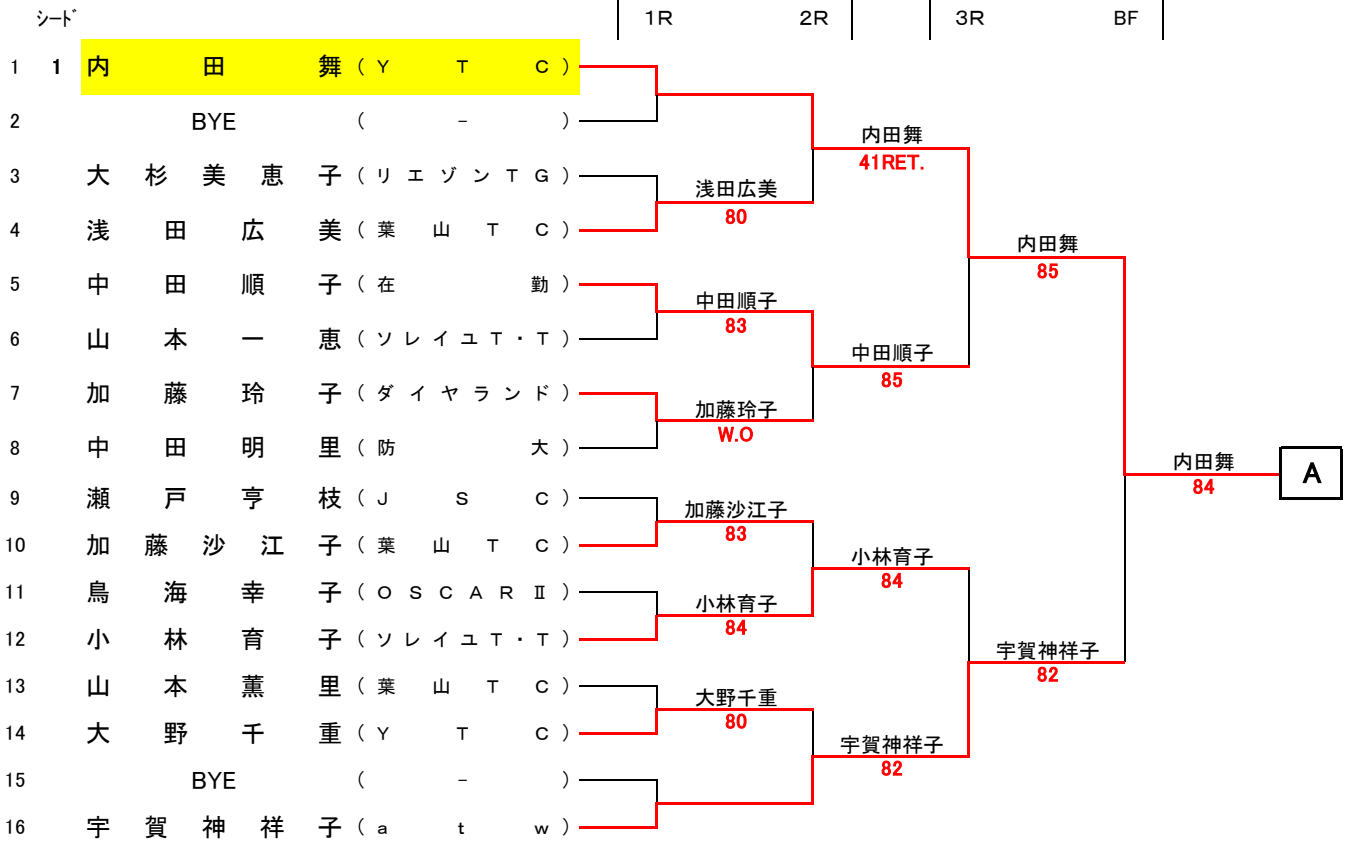 シード 1R 2R 3R BF
1 1 内田舞 (YTC)
2 BYE (-)
内田舞
41RET.
3 大杉美恵子 (リエゾンTG)
浅田広美
80
4 浅田広美 (葉山TC)
内田舞
85
5 中田順子 (在勤)
中田順子
83
6 山本一恵 (ソレイユT・T)
中田順子
85
7 加藤玲子 (ダイヤランド)
加藤玲子
W.O
8 中田明里 (防大)
内田舞
84
A
9 瀬戸亨枝 (JSC)
加藤沙江子
83
10 加藤沙江子 (葉山TC)
小林育子
84
11 鳥海幸子 (OSCARⅡ)
小林育子
84
12 小林育子 (ソレイユT・T)
宇賀神祥子
82
13 山本薫里 (葉山TC)
大野千重
80
14 大野千重 (YTC)
宇賀神祥子
82
15 BYE (-)
16 宇賀神祥子 (atw)